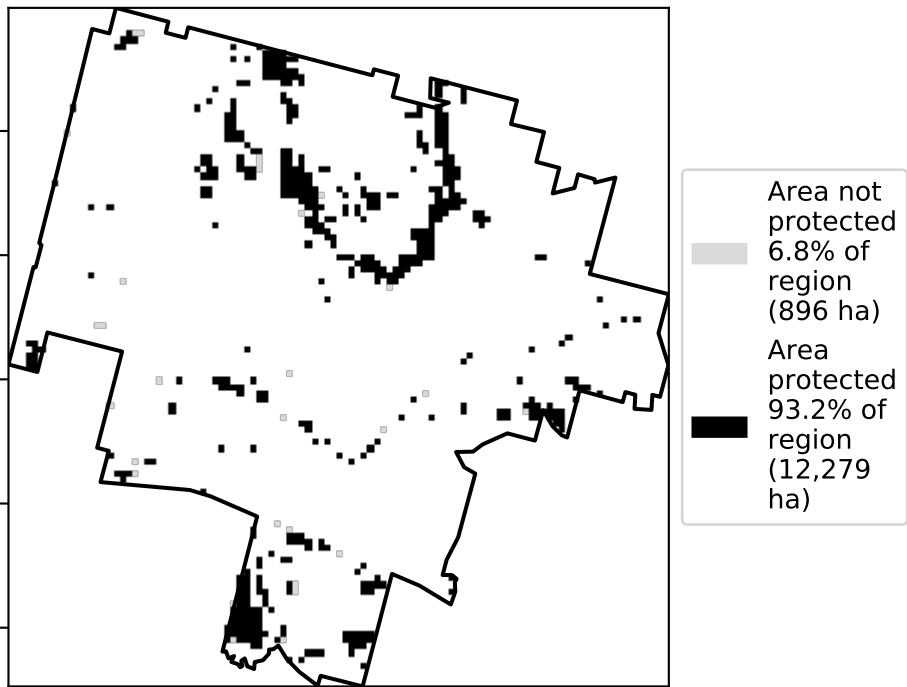 Area not
protected
6.8% of
region
(896 ha)
Area
protected
93.2% of
region
(12,279
ha)